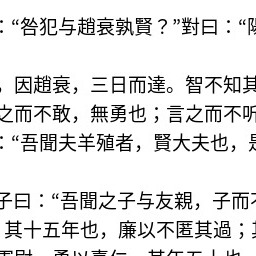 ：“咎犯与趙衰孰賢？”對曰：“陽
，因趙衰，三日而達。智不知其
之而不敢，無勇也；言之而不听
：“吾聞夫羊殖者，賢大夫也，是
子曰：“吾聞之子与友親，子而不
其十五年也，廉以不匿其過；其